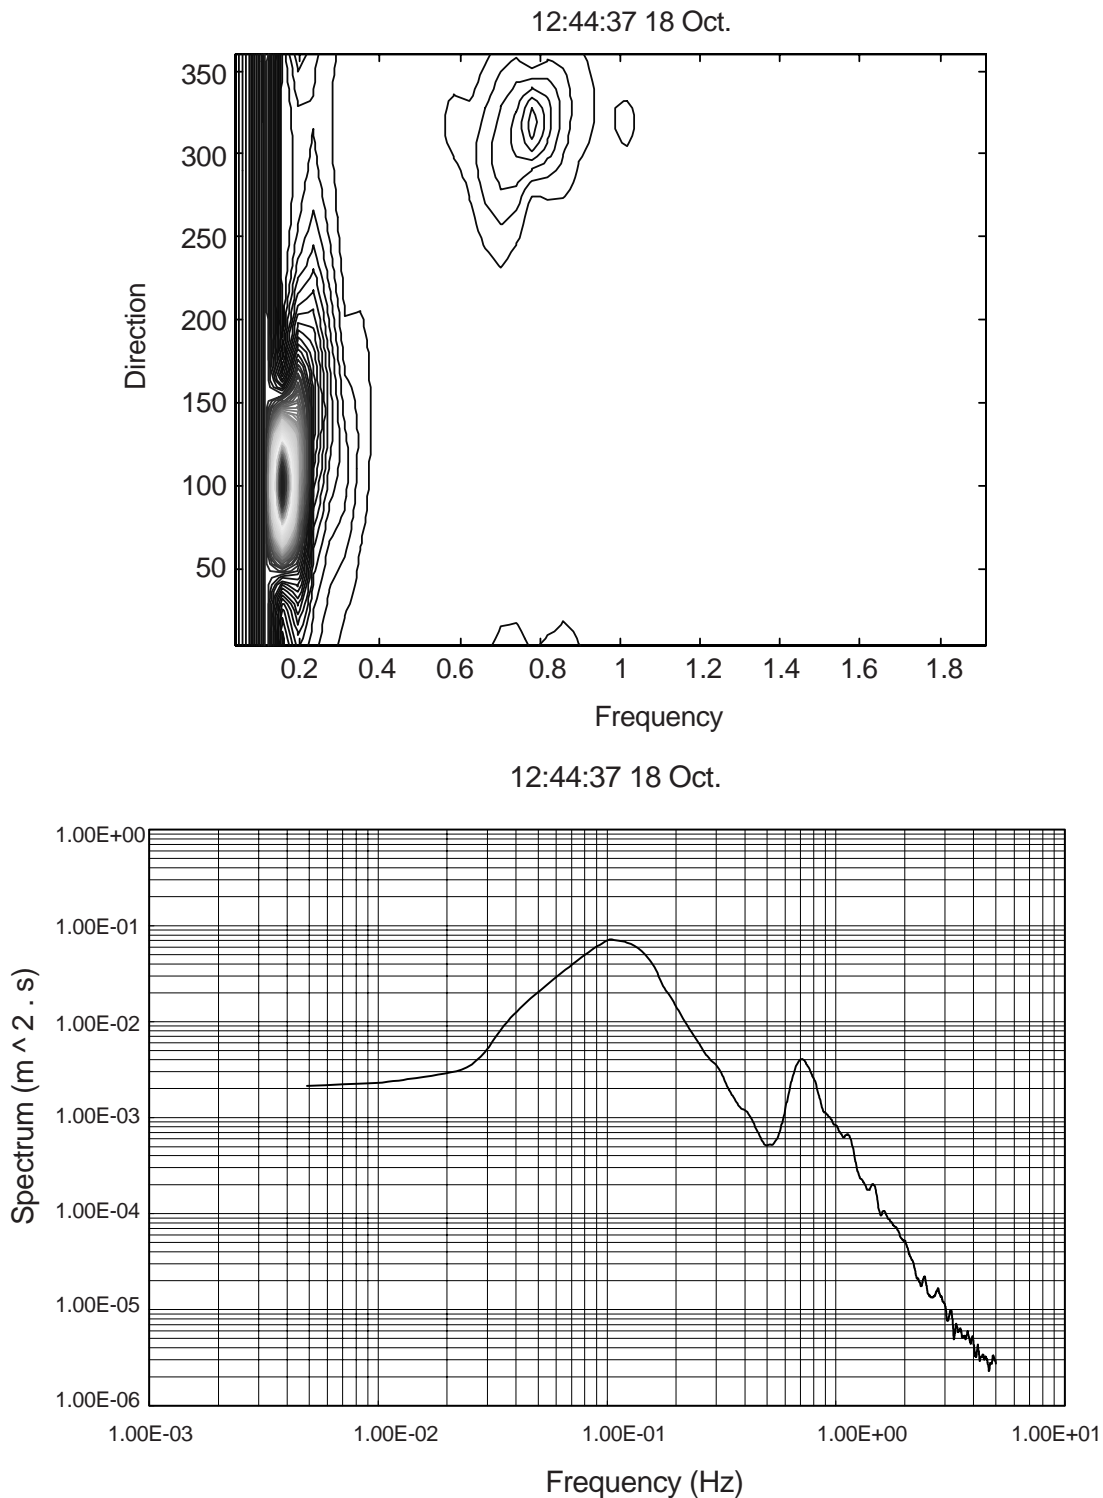 12:44:37 18 Oct.
350
300
250
200
150
100
50
Direction
0.2 0.4 0.6 0.8 1 1.2 1.4 1.6 1.8
Frequency
12:44:37 18 Oct.
1.00E+00
1.00E-01
1.00E-02
1.00E-03
1.00E-04
1.00E-05
1.00E-06
Spectrum (m ^ 2 . s)
1.00E-03 1.00E-02 1.00E-01 1.00E+00 1.00E+01
Frequency (Hz)